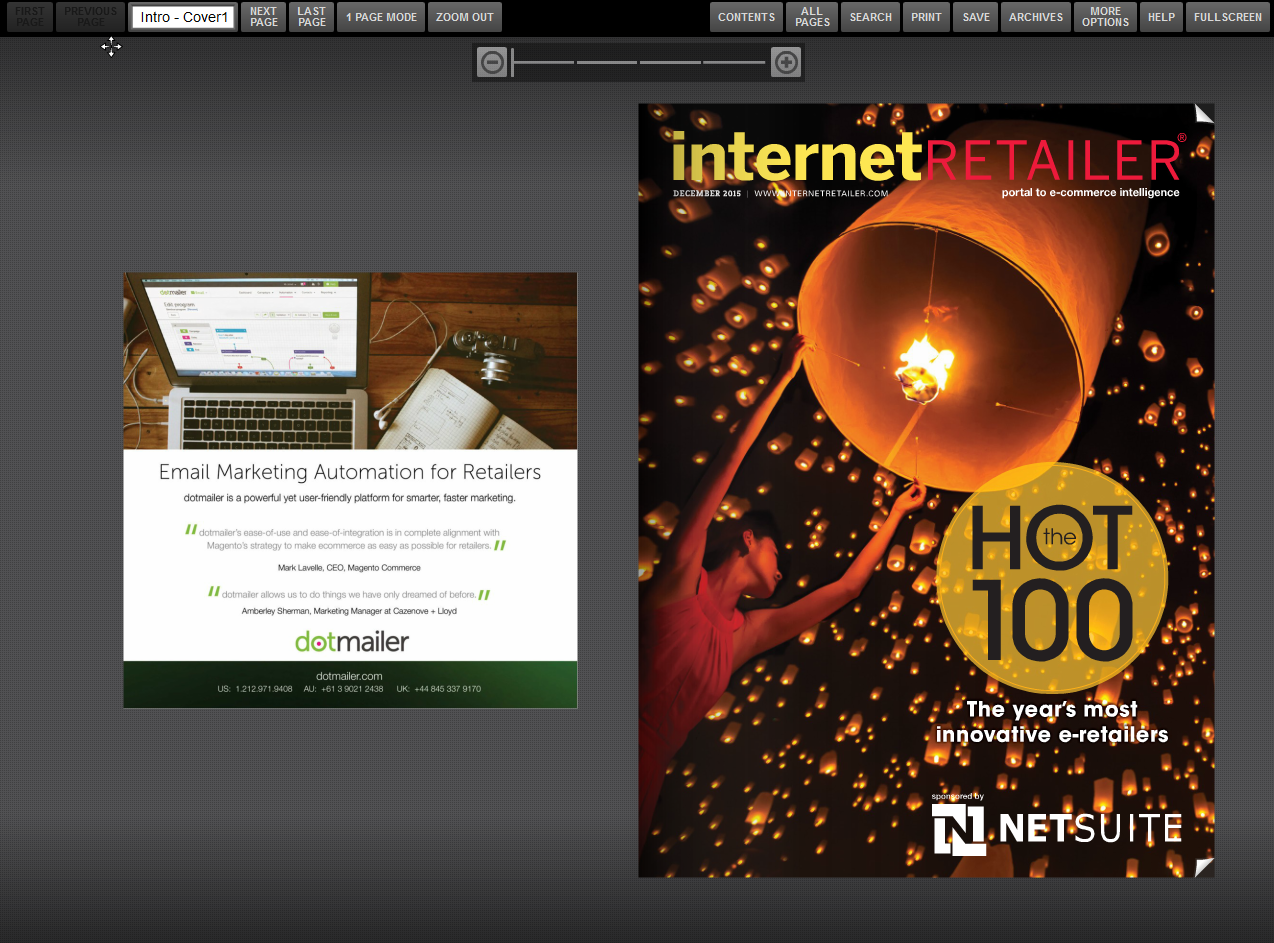 FIRST PAGE
PREVIOUS PAGE
Intro - Cover1
NEXT PAGE
LAST PAGE
1 PAGE MODE
ZOOM OUT
CONTENTS
ALL PAGES
SEARCH
PRINT
SAVE
ARCHIVES
MORE OPTIONS
HELP
FULLSCREEN
Email Marketing Automation for Retailers
dotmailer is a powerful yet user-friendly platform for smarter, faster marketing.
"dotmailer's ease-of-use and ease-of-integration is in complete alignment with
Magento's strategy to make ecommerce as easy as possible for retailers."
Mark Lavelle, CEO, Magento Commerce
"dotmailer allows us to do things we have only dreamed of before."
Amberley Sherman, Marketing Manager at Cazenove + Lloyd
dotmailer
dotmailer.com
US: 1.212.971.9408 AU: +61 3 9021 2438 UK: +44 845 337 9170
internetRETAILER®
DECEMBER 2015 | WWW.INTERNETRETAILER.COM
portal to e-commerce intelligence
the
HOT
100
The year's most
innovative e-retailers
sponsored by
N NETSUITE